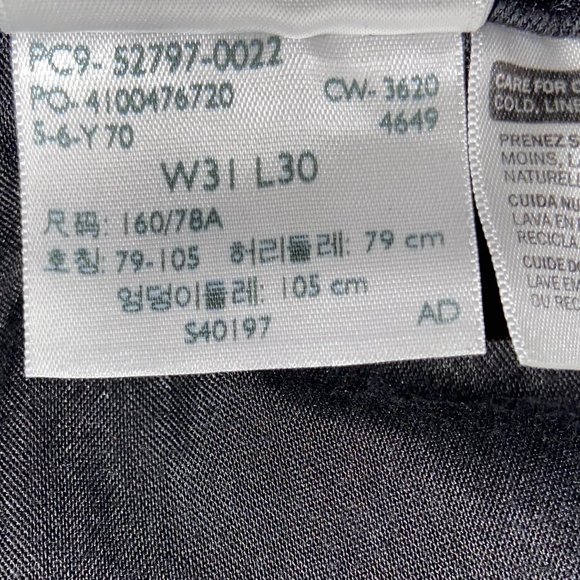 PC9- 52797-0022
PO- 4100476720 CW- 3620
S-6-Y 70 4649
W31 L30
尺码: 160/78A
호칭: 79-105 허리둘레: 79 cm
엉덩이둘레: 105 cm
S40197 AD
CARE FOR
COLD, LINE
PRENEZ S
MOINS, L
NATUREL
CUIDA NU
LAVA EN
RECICLA
CUIDE DO
LAVE EM
OU REC